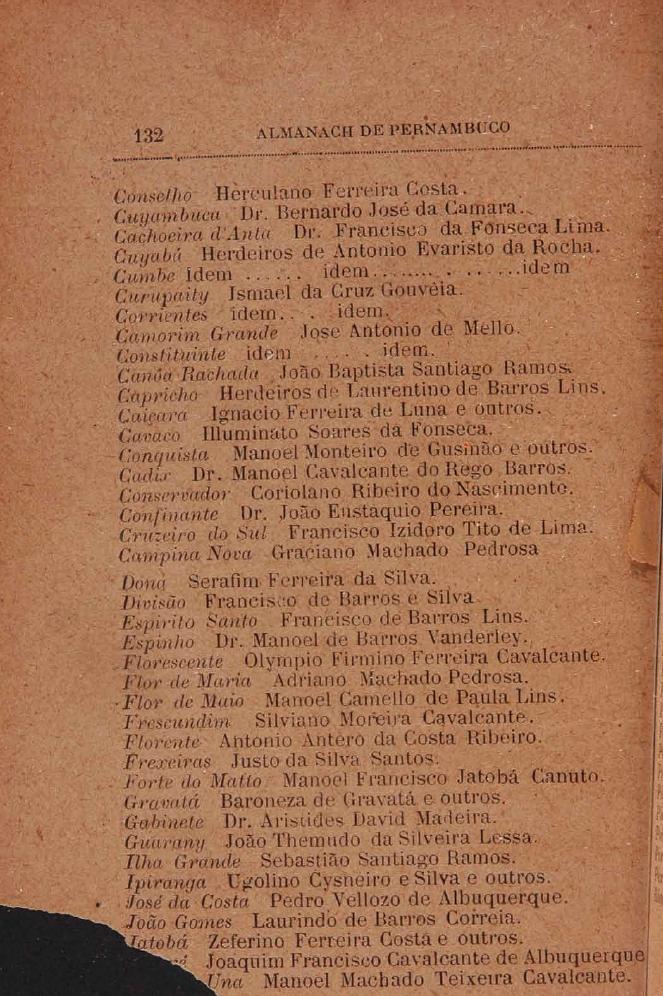 132 ALMANACH DE PERNAMBUCO
Conselho Herculano Ferreira Costa.
Cuyambuca Dr. Bernardo José da Camara.
Cachoeira d'Anta Dr. Francisco da Fonseca Lima.
Cuyabá Herdeiros de Antonio Evaristo da Rocha.
Cumbe idem ...... idem........ . ......idem
Curupaity Ismael da Cruz Gouvêia.
Corrientes idem.. . idem.
Camorim Grande Jose Antonio de Mello.
Constituinte idem .... . idem.
Canôa Rachada João Baptista Santiago Ramos.
Capricho Herdeiros de Laurentino de Barros Lins.
Caiçara Ignacio Ferreira de Luna e outros.
Cavaco Illuminato Soares da Fonseca.
Conquista Manoel Monteiro de Gusmão e outros.
Cadix Dr. Manoel Cavalcante do Rego Barros.
Conservador Coriolano Ribeiro do Nascimento.
Confinante Dr. João Eustaquio Pereira.
Cruzeiro do Sul Francisco Izidoro Tito de Lima.
Campina Nova Graciano Machado Pedrosa
Doná Serafim Ferreira da Silva.
Divisão Francisco de Barros e Silva
Espirito Santo Francisco de Barros Lins.
Espinho Dr. Manoel de Barros Vanderley.
Florescente Olympio Firmino Ferreira Cavalcante.
Flor de Maria Adriano Machado Pedrosa.
Flor de Maio Manoel Camello de Paula Lins.
Frescundim Silviano Moreira Cavalcante.
Florente Antonio Antero da Costa Ribeiro.
Frexeiras Justo da Silva Santos.
Forte do Matto Manoel Francisco Jatobá Canuto.
Gravatá Baroneza de Gravatá e outros.
Gabinete Dr. Aristides David Madeira.
Guarany João Themudo da Silveira Lessa.
Ilha Grande Sebastião Santiago Ramos.
Ipiranga Ugolino Cysneiro e Silva e outros.
José da Costa Pedro Vellozo de Albuquerque.
João Gomes Laurindo de Barros Correia.
Jatobá Zeferino Ferreira Costa e outros.
Joaquim Francisco Cavalcante de Albuquerque
Una Manoel Machado Teixeira Cavalcante.